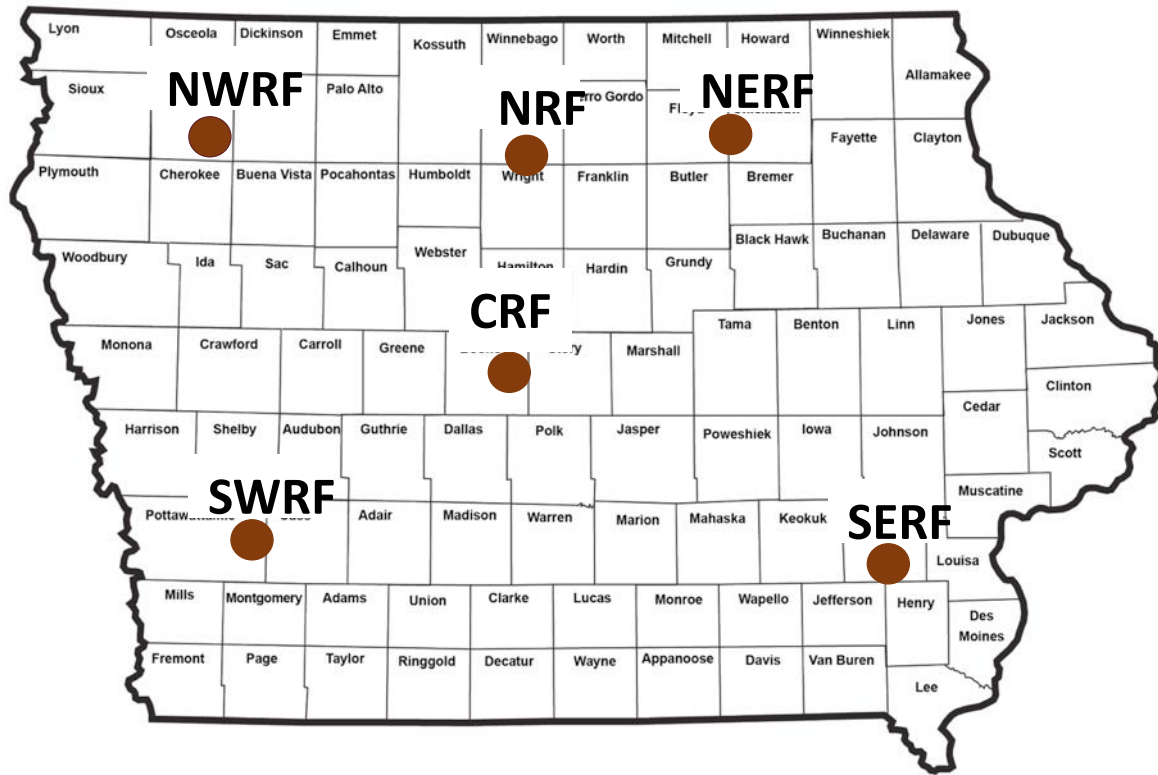 Lyon
Osceola
Dickinson
Emmet
Kossuth
Winnebago
Worth
Mitchell
Howard
Winneshiek
Allamakee
Sioux
NWRF
Palo Alto
NRF
NERF
Plymouth
Cherokee
Buena Vista
Pocahontas
Humboldt
Wright
Franklin
Butler
Bremer
Fayette
Clayton
Woodbury
Ida
Sac
Calhoun
Webster
Hamilton
Hardin
Grundy
Black Hawk
Buchanan
Delaware
Dubuque
CRF
Monona
Crawford
Carroll
Greene
Marshall
Tama
Benton
Linn
Jones
Jackson
Clinton
Cedar
Scott
Harrison
Shelby
Audubon
Guthrie
Dallas
Polk
Jasper
Poweshiek
Iowa
Johnson
Muscatine
SWRF
Adair
Madison
Warren
Marion
Mahaska
Keokuk
SERF
Louisa
Mills
Montgomery
Adams
Union
Clarke
Lucas
Monroe
Wapello
Jefferson
Henry
Des
Moines
Fremont
Page
Taylor
Ringgold
Decatur
Wayne
Appanoose
Davis
Van Buren
Lee